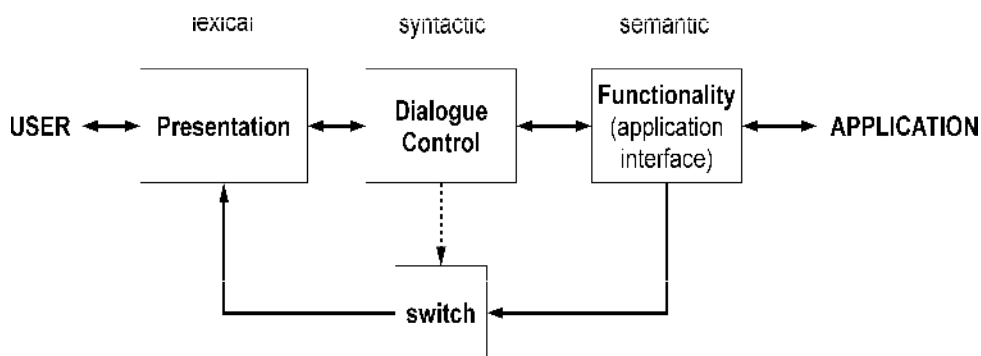 lexical
syntactic
semantic
USER
Presentation
Dialogue
Control
Functionality
(application
interface)
APPLICATION
switch